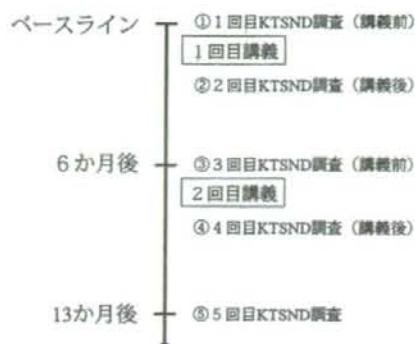 ベースライン ①1回目KTSND調査（講義前）
1回目講義
②2回目KTSND調査（講義後）
6か月後 ③3回目KTSND調査（講義前）
2回目講義
④4回目KTSND調査（講義後）
13か月後 ⑤5回目KTSND調査